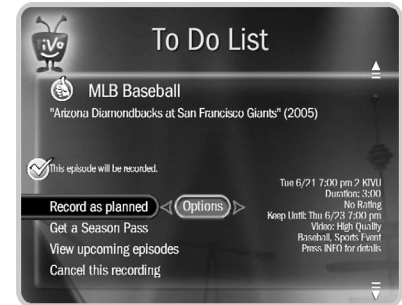 TiVo
To Do List
MLB Baseball
"Arizona Diamondbacks at San Francisco Giants" (2005)
This episode will be recorded.
Tue 6/21 7:00 pm 2 KTVU
Duration: 3:00
No Rating
Keep Until: Thu 6/23 7:00 pm
Video: High Quality
Baseball, Sports Event
Press INFO for details
Record as planned
Options
Get a Season Pass
View upcoming episodes
Cancel this recording